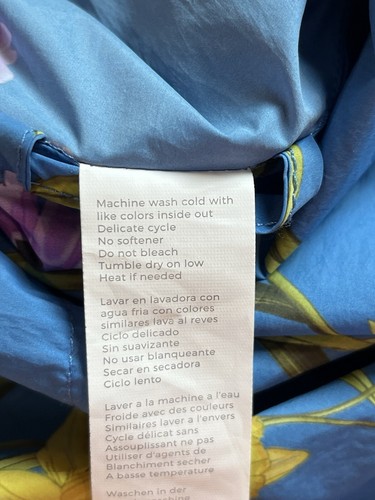 Machine wash cold with
like colors inside out
Delicate cycle
No softener
Do not bleach
Tumble dry on low
Heat if needed
Lavar en lavadora con
agua fria con colores
similares lava al reves
Ciclo delicado
Sin suavizante
No usar blanqueante
Secar en secadora
Ciclo lento
Laver a la machine a l'eau
Froide avec des couleurs
Similaires laver a l'envers
Cycle délicat sans
Assouplissant ne pas
Utiliser d'agents de
Blanchiment secher
A basse temperature
Waschen in der